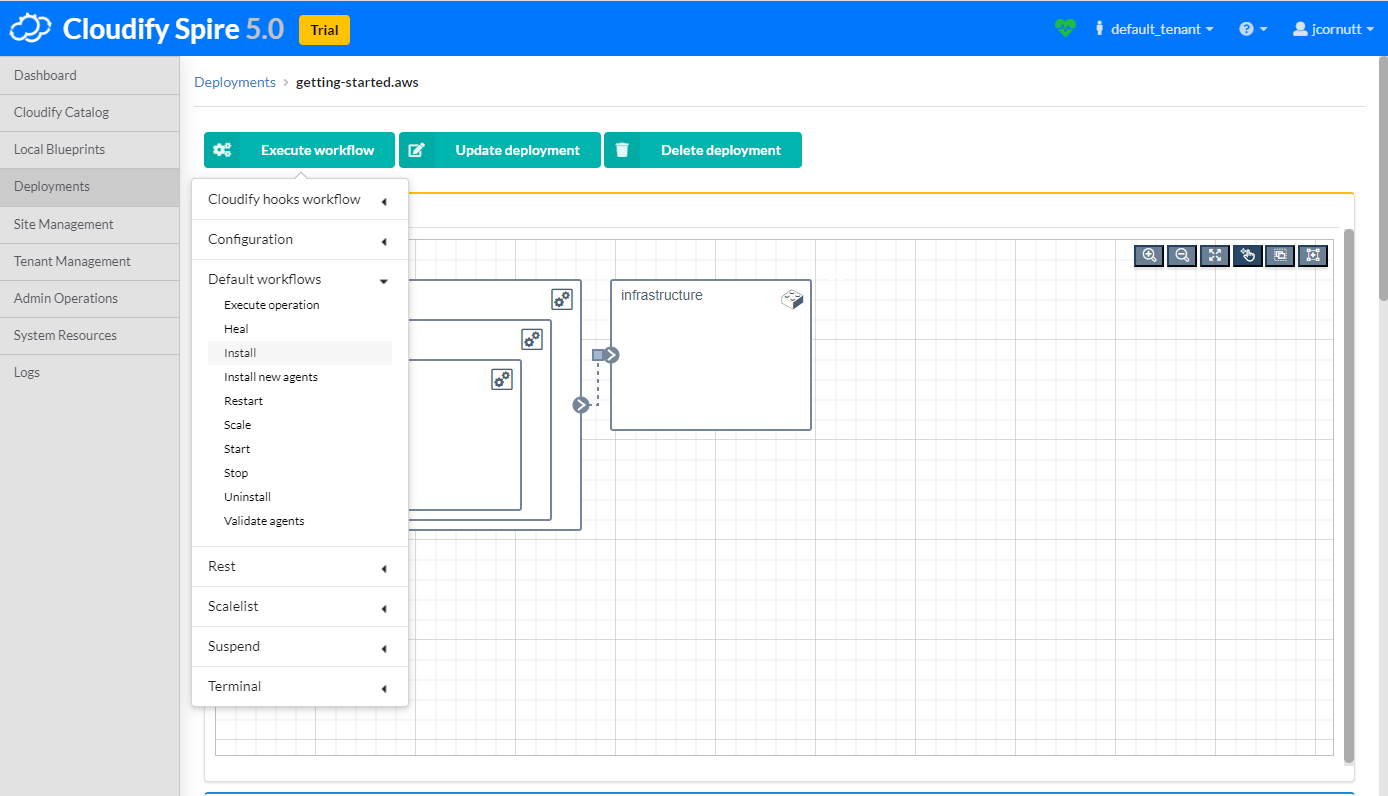 Cloudify Spire 5.0 Trial default_tenant jcornutt
Dashboard
Cloudify Catalog
Local Blueprints
Deployments
Site Management
Tenant Management
Admin Operations
System Resources
Logs
Deployments › getting-started.aws
Execute workflow Update deployment Delete deployment
Cloudify hooks workflow
Configuration
Default workflows
Execute operation
Heal
Install
Install new agents
Restart
Scale
Start
Stop
Uninstall
Validate agents
Rest
Scalelist
Suspend
Terminal
infrastructure